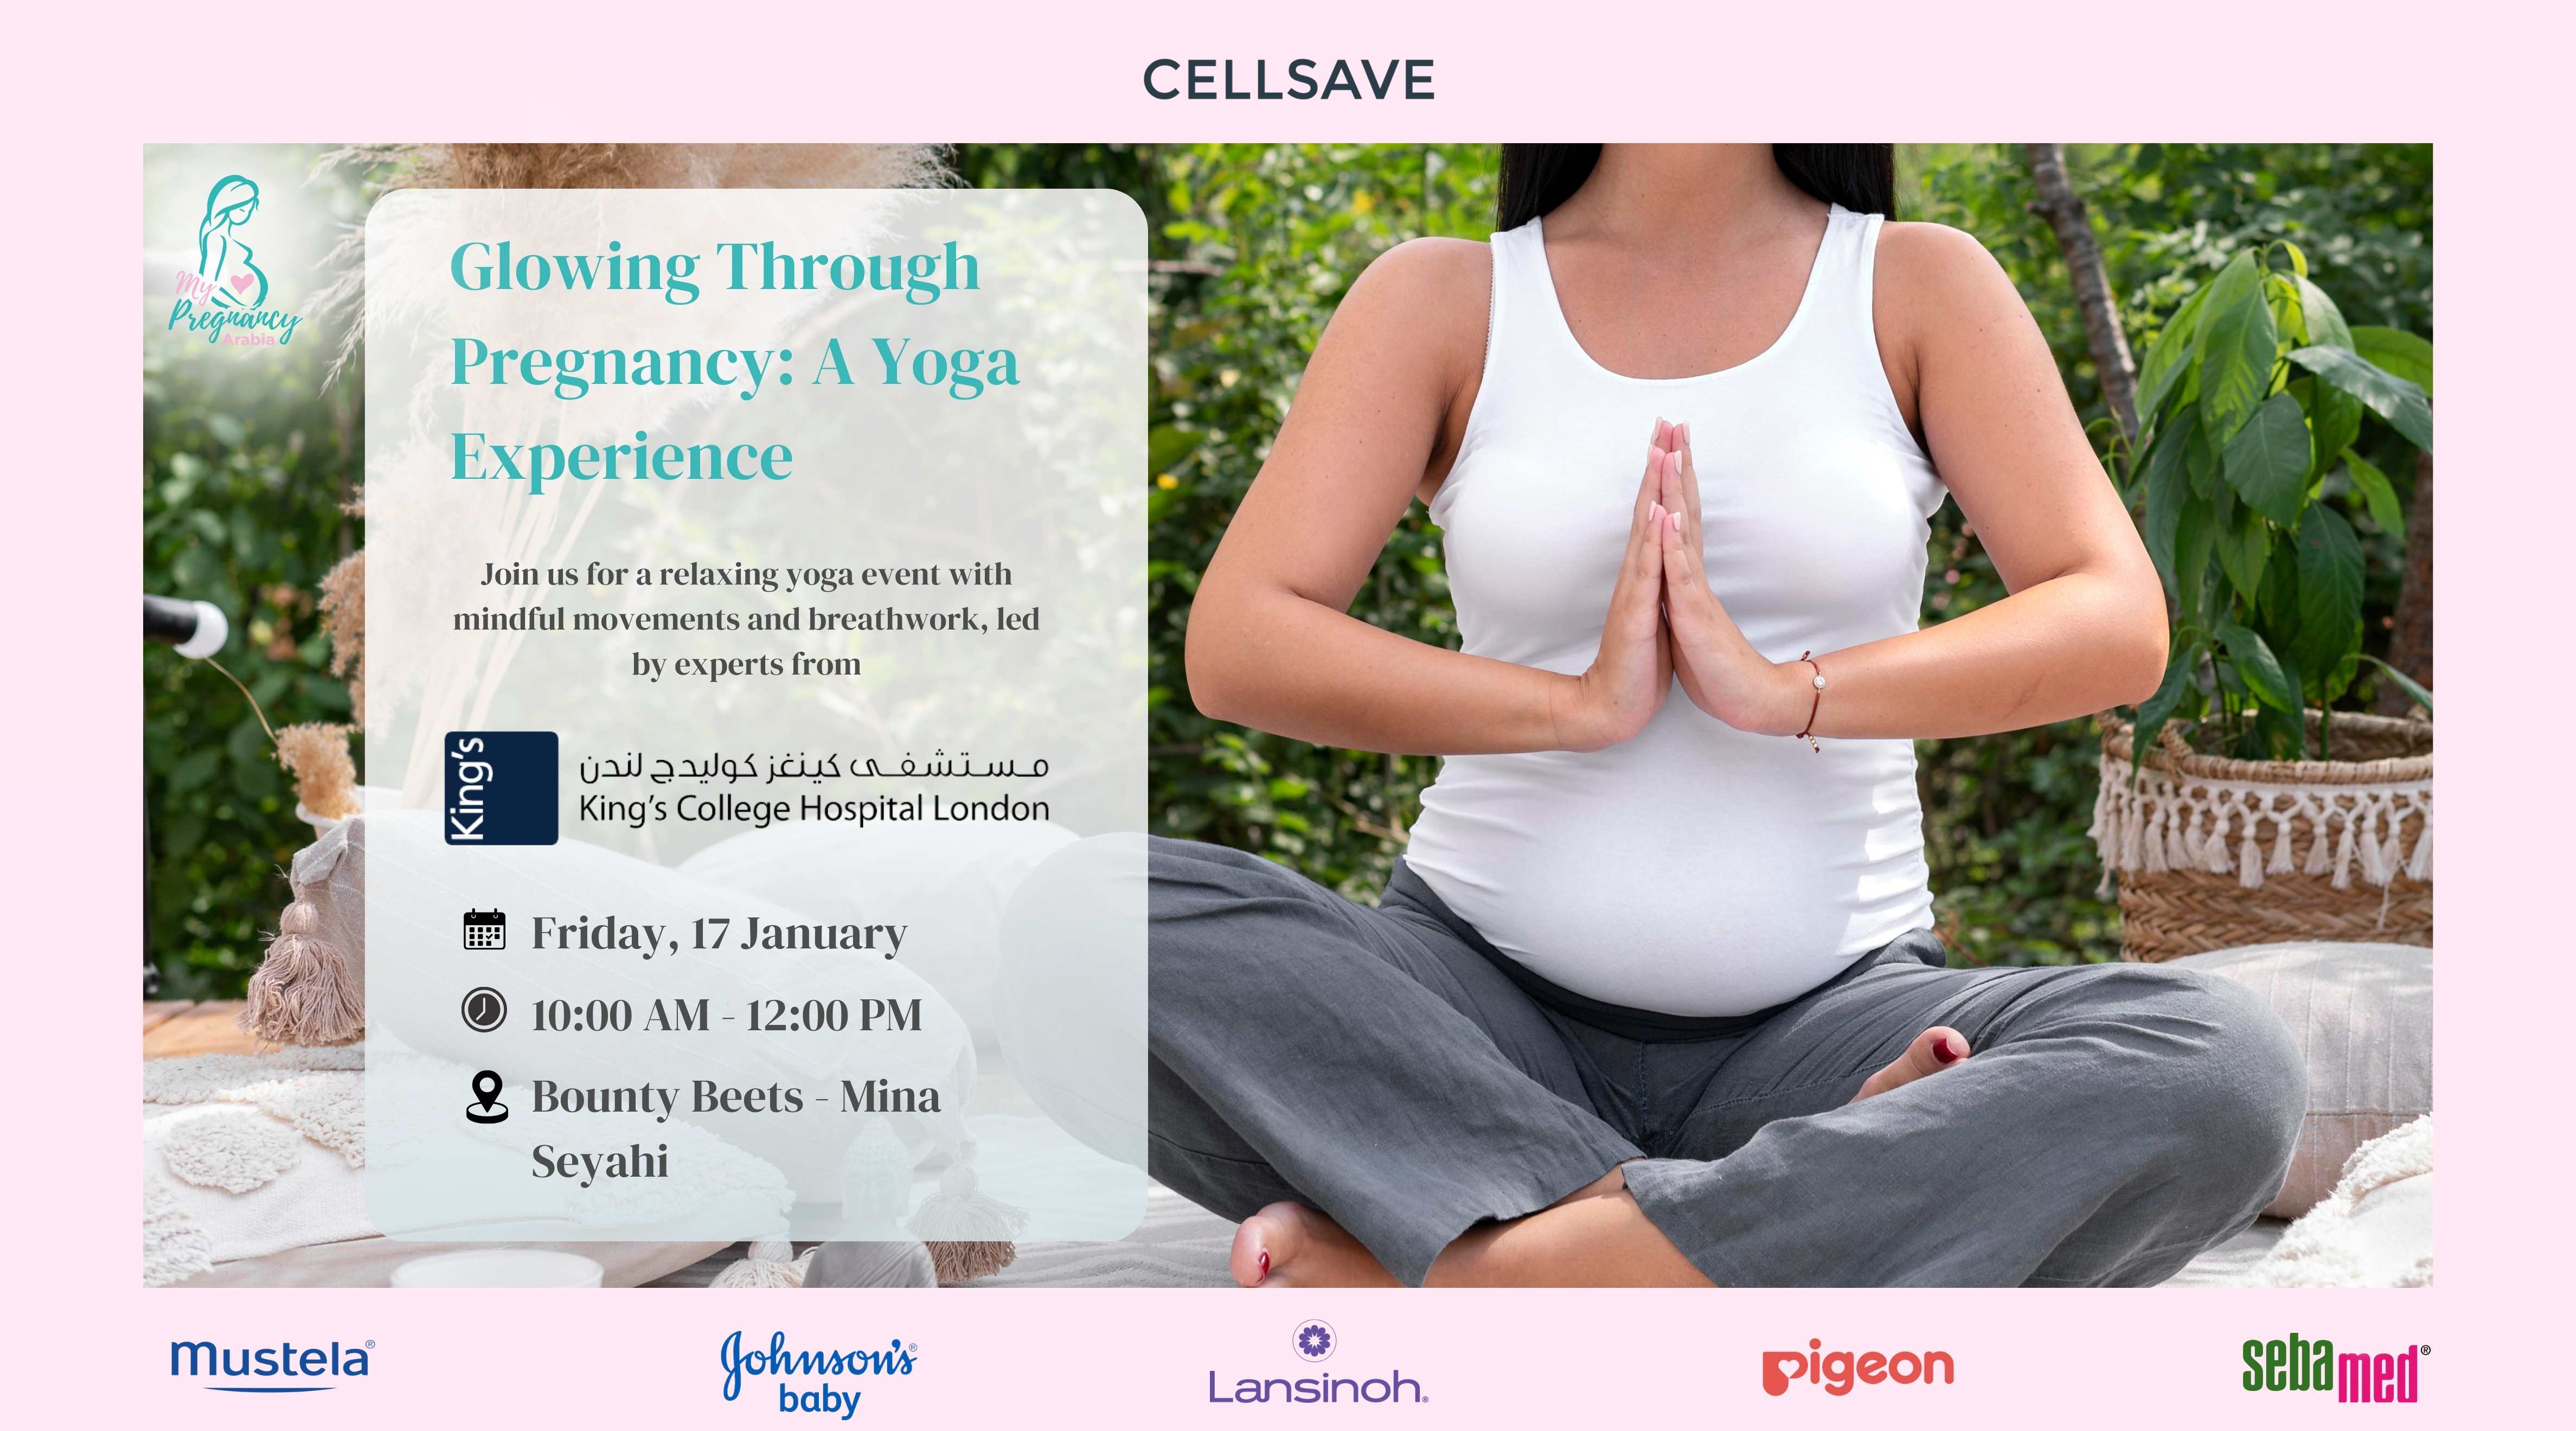 CELLSAVE
My
Pregnancy
Arabia
Glowing Through
Pregnancy: A Yoga
Experience
Join us for a relaxing yoga event with
mindful movements and breathwork, led
by experts from
King's
مستشفى كينغز كوليدج لندن
King's College Hospital London
Friday, 17 January
10:00 AM - 12:00 PM
Bounty Beets - Mina
Seyahi
mustela®
Johnson's®
baby
Lansinoh®
pigeon
sebamed®